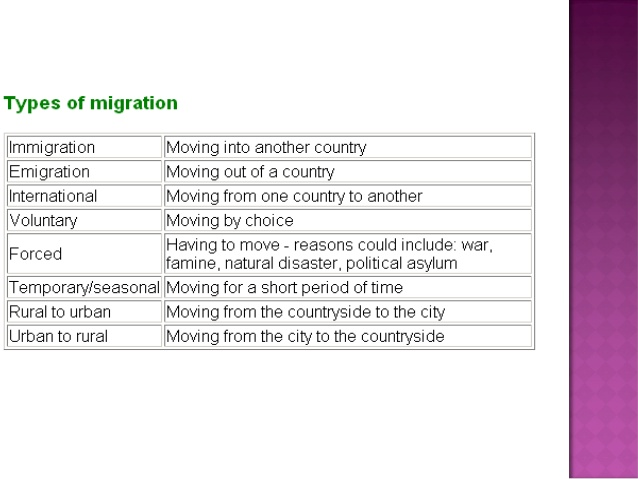 Types of migration
Immigration Moving into another country
Emigration Moving out of a country
International Moving from one country to another
Voluntary Moving by choice
Forced Having to move - reasons could include: war,
famine, natural disaster, political asylum
Temporary/seasonal Moving for a short period of time
Rural to urban Moving from the countryside to the city
Urban to rural Moving from the city to the countryside